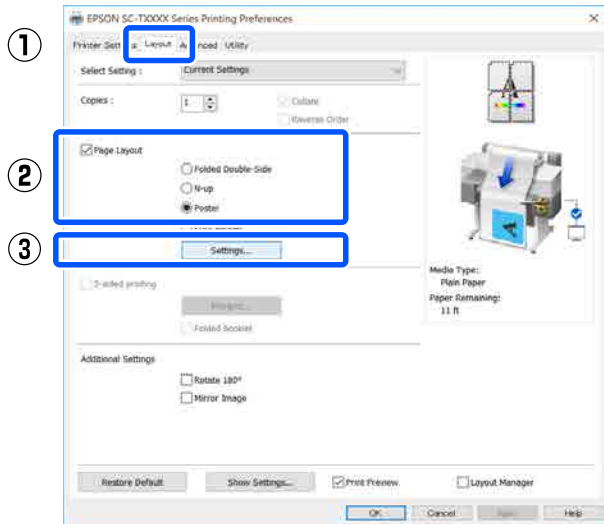 EPSON SC-TXXXX Series Printing Preferences
①
Printer Sett Layout A nced Utility
Select Setting : Current Settings
Copies : 1
Collate
Reverse Order
②
Page Layout
Folded Double-Side
N-up
Poster
③
Settings...
2-sided printing
Folded Booklet
Media Type:
Plain Paper
Paper Remaining:
11 ft
Additional Settings
Rotate 180°
Mirror Image
Restore Default Show Settings... Print Preview Layout Manager
OK Cancel Help